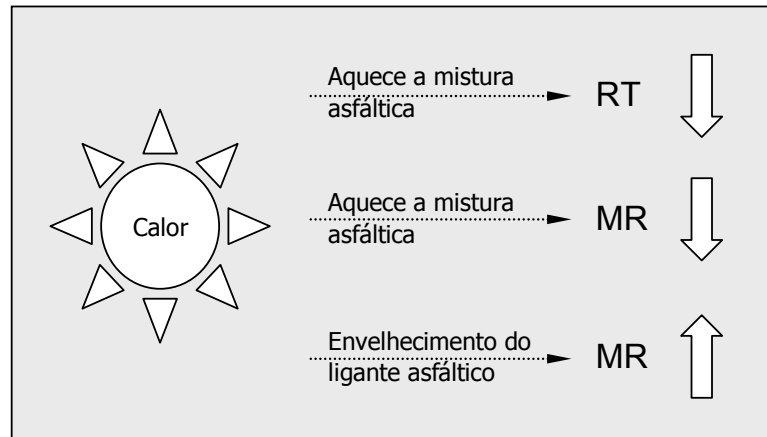 Aquece a mistura
asfáltica
RT
Calor
Aquece a mistura
asfáltica
MR
Envelhecimento do
ligante asfáltico
MR